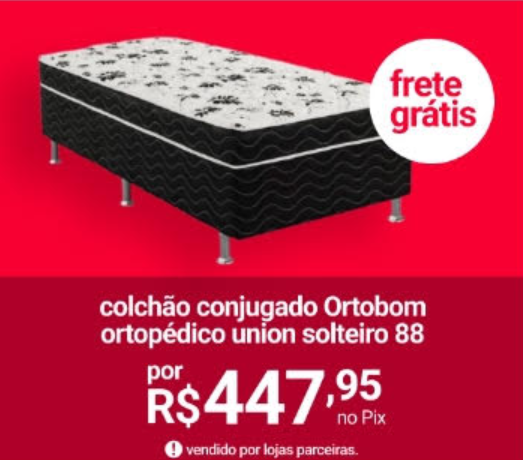 frete
grátis
colchão conjugado Ortobom
ortopédico union solteiro 88
por
R$447,95
no Pix
! vendido por lojas parceiras.